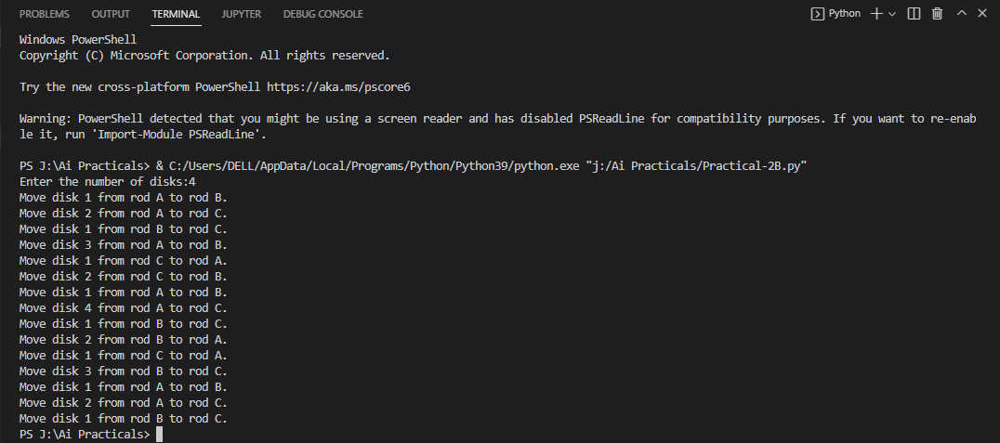 PROBLEMS OUTPUT TERMINAL JUPYTER DEBUG CONSOLE Python
Windows PowerShell
Copyright (C) Microsoft Corporation. All rights reserved.
Try the new cross-platform PowerShell https://aka.ms/pscore6
Warning: PowerShell detected that you might be using a screen reader and has disabled PSReadLine for compatibility purposes. If you want to re-enab
le it, run 'Import-Module PSReadLine'.
PS J:\Ai Practicals> & C:/Users/DELL/AppData/Local/Programs/Python/Python39/python.exe "j:/Ai Practicals/Practical-2B.py"
Enter the number of disks:4
Move disk 1 from rod A to rod B.
Move disk 2 from rod A to rod C.
Move disk 1 from rod B to rod C.
Move disk 3 from rod A to rod B.
Move disk 1 from rod C to rod A.
Move disk 2 from rod C to rod B.
Move disk 1 from rod A to rod B.
Move disk 4 from rod A to rod C.
Move disk 1 from rod B to rod C.
Move disk 2 from rod B to rod A.
Move disk 1 from rod C to rod A.
Move disk 3 from rod B to rod C.
Move disk 1 from rod A to rod B.
Move disk 2 from rod A to rod C.
Move disk 1 from rod B to rod C.
PS J:\Ai Practicals>